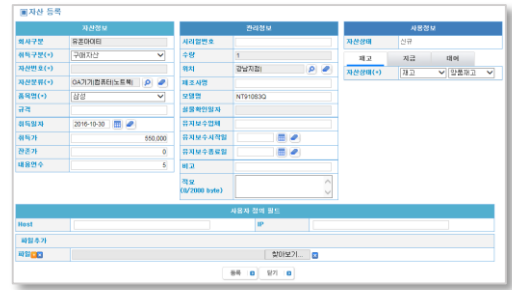 자산 등록
자산정보
회사구분 유준아이티
취득구분(*) 구매자산
자산번호(*)
자산분류(*) OA기기(컴퓨터(노트북)
품목명(*) 삼성
규격
취득일자 2016-10-30
취득가 550,000
잔존가 0
내용연수 5
관리정보
시리얼번호
수량 1
위치 강남지점
제조사명
모델명 NT910B3Q
실물확인일자
유지보수업체
유지보수시작일
유지보수종료일
비고
적요
(0/2000 byte)
사용정보
자산상태 신규
재고 지급 대여
자산상태(*) 재고 양품재고
사용자 정의 필드
Host IP
파일추가
파일 찾아보기...
등록 닫기